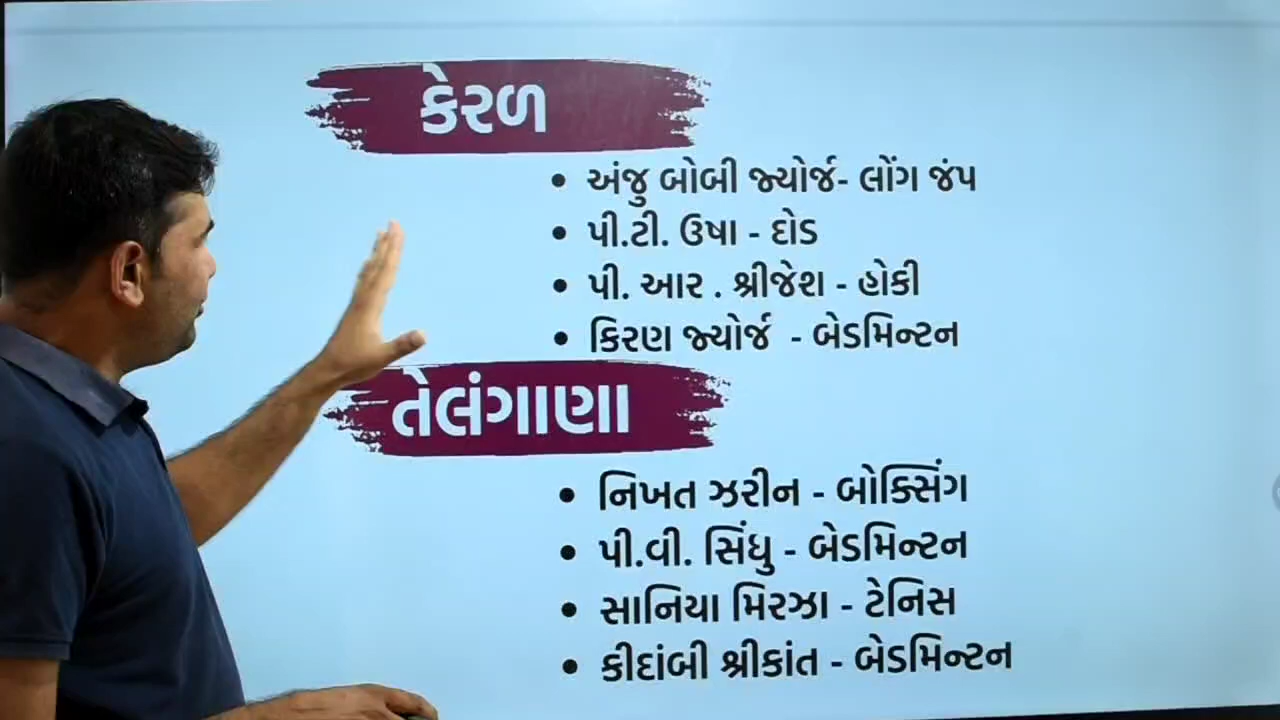 કેરળ
• અંજુ બોબી જ્યોર્જ- લોંગ જંપ
• પી.ટી. ઉષા - દોડ
• પી. આર . શ્રીજેશ - હોકી
• કિરણ જ્યોર્જ - બેડમિન્ટન
તેલંગાણા
• નિખત ઝરીન - બોક્સિંગ
• પી.વી. સિંધુ - બેડમિન્ટન
• સાનિયા મિરઝા - ટેનિસ
• કીદાંબી શ્રીકાંત - બેડમિન્ટન